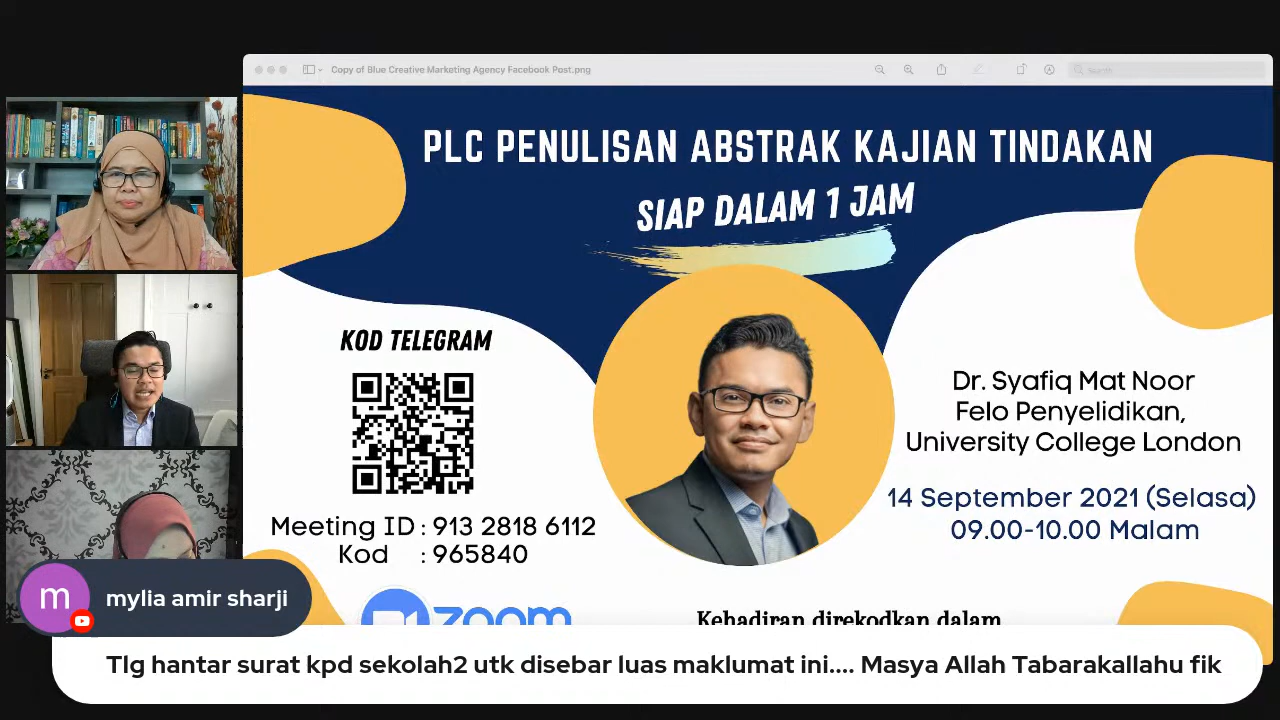 Copy of Blue Creative Marketing Agency Facebook Post.png
Search
PLC PENULISAN ABSTRAK KAJIAN TINDAKAN
SIAP DALAM 1 JAM
KOD TELEGRAM
Meeting ID : 913 2818 6112
Kod : 965840
zoom
Dr. Syafiq Mat Noor
Felo Penyelidikan,
University College London
14 September 2021 (Selasa)
09.00-10.00 Malam
Kehadiran direkodkan dalam
m
mylia amir sharji
Tlg hantar surat kpd sekolah2 utk disebar luas maklumat ini.... Masya Allah Tabarakallahu fik